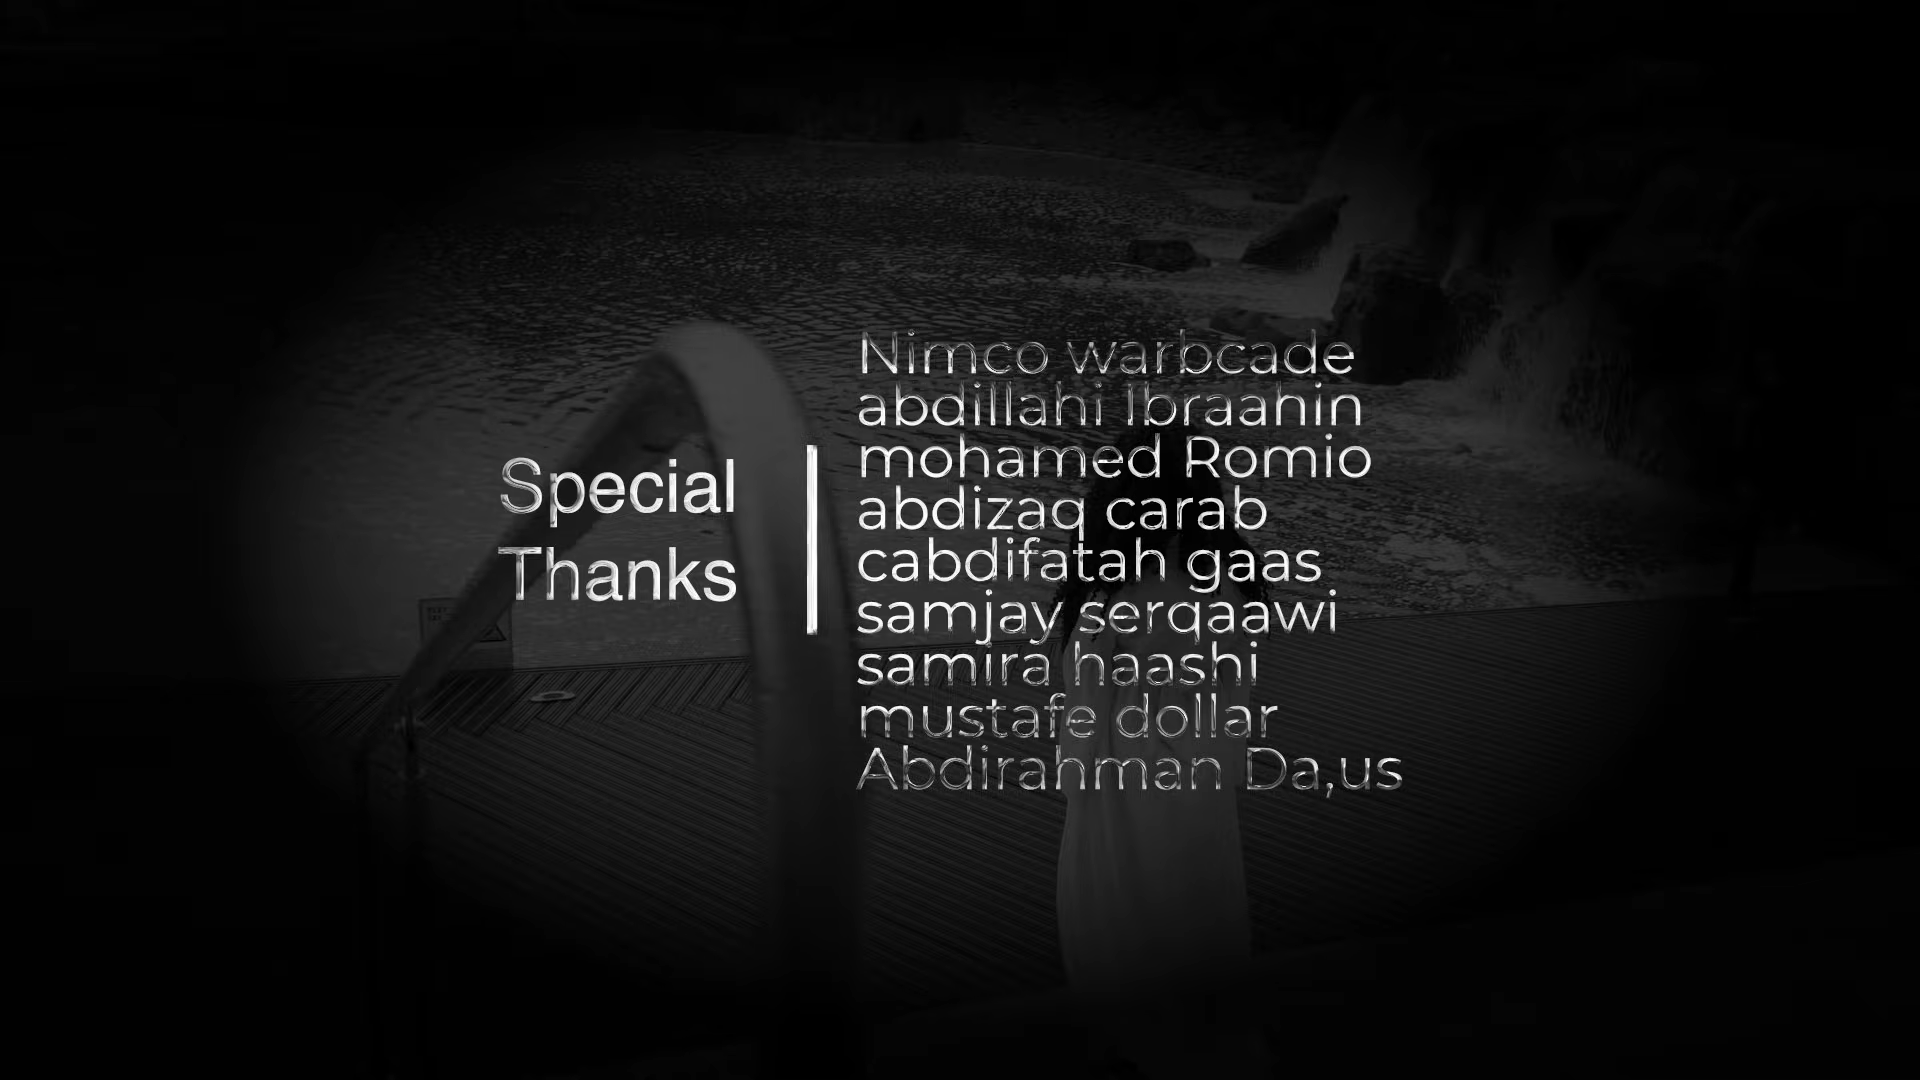 Special
Thanks
Nimco warbcade
abdillahi Ibraahin
mohamed Romio
abdizaq carab
cabdifatah gaas
samjay serqaawi
samira haashi
mustafe dollar
Abdirahman Da,us